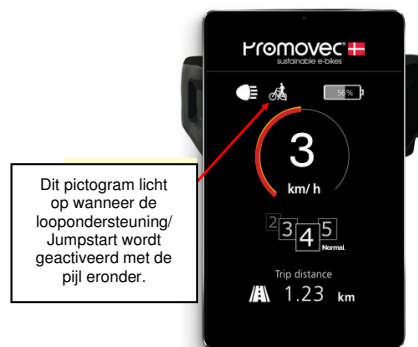 Promovec
sustainable e-bikes
56%
3
km/h
2 3 4 5
Normal
Trip distance
1.23 km
Dit pictogram licht
op wanneer de
loopondersteuning/
Jumpstart wordt
geactiveerd met de
pijl eronder.